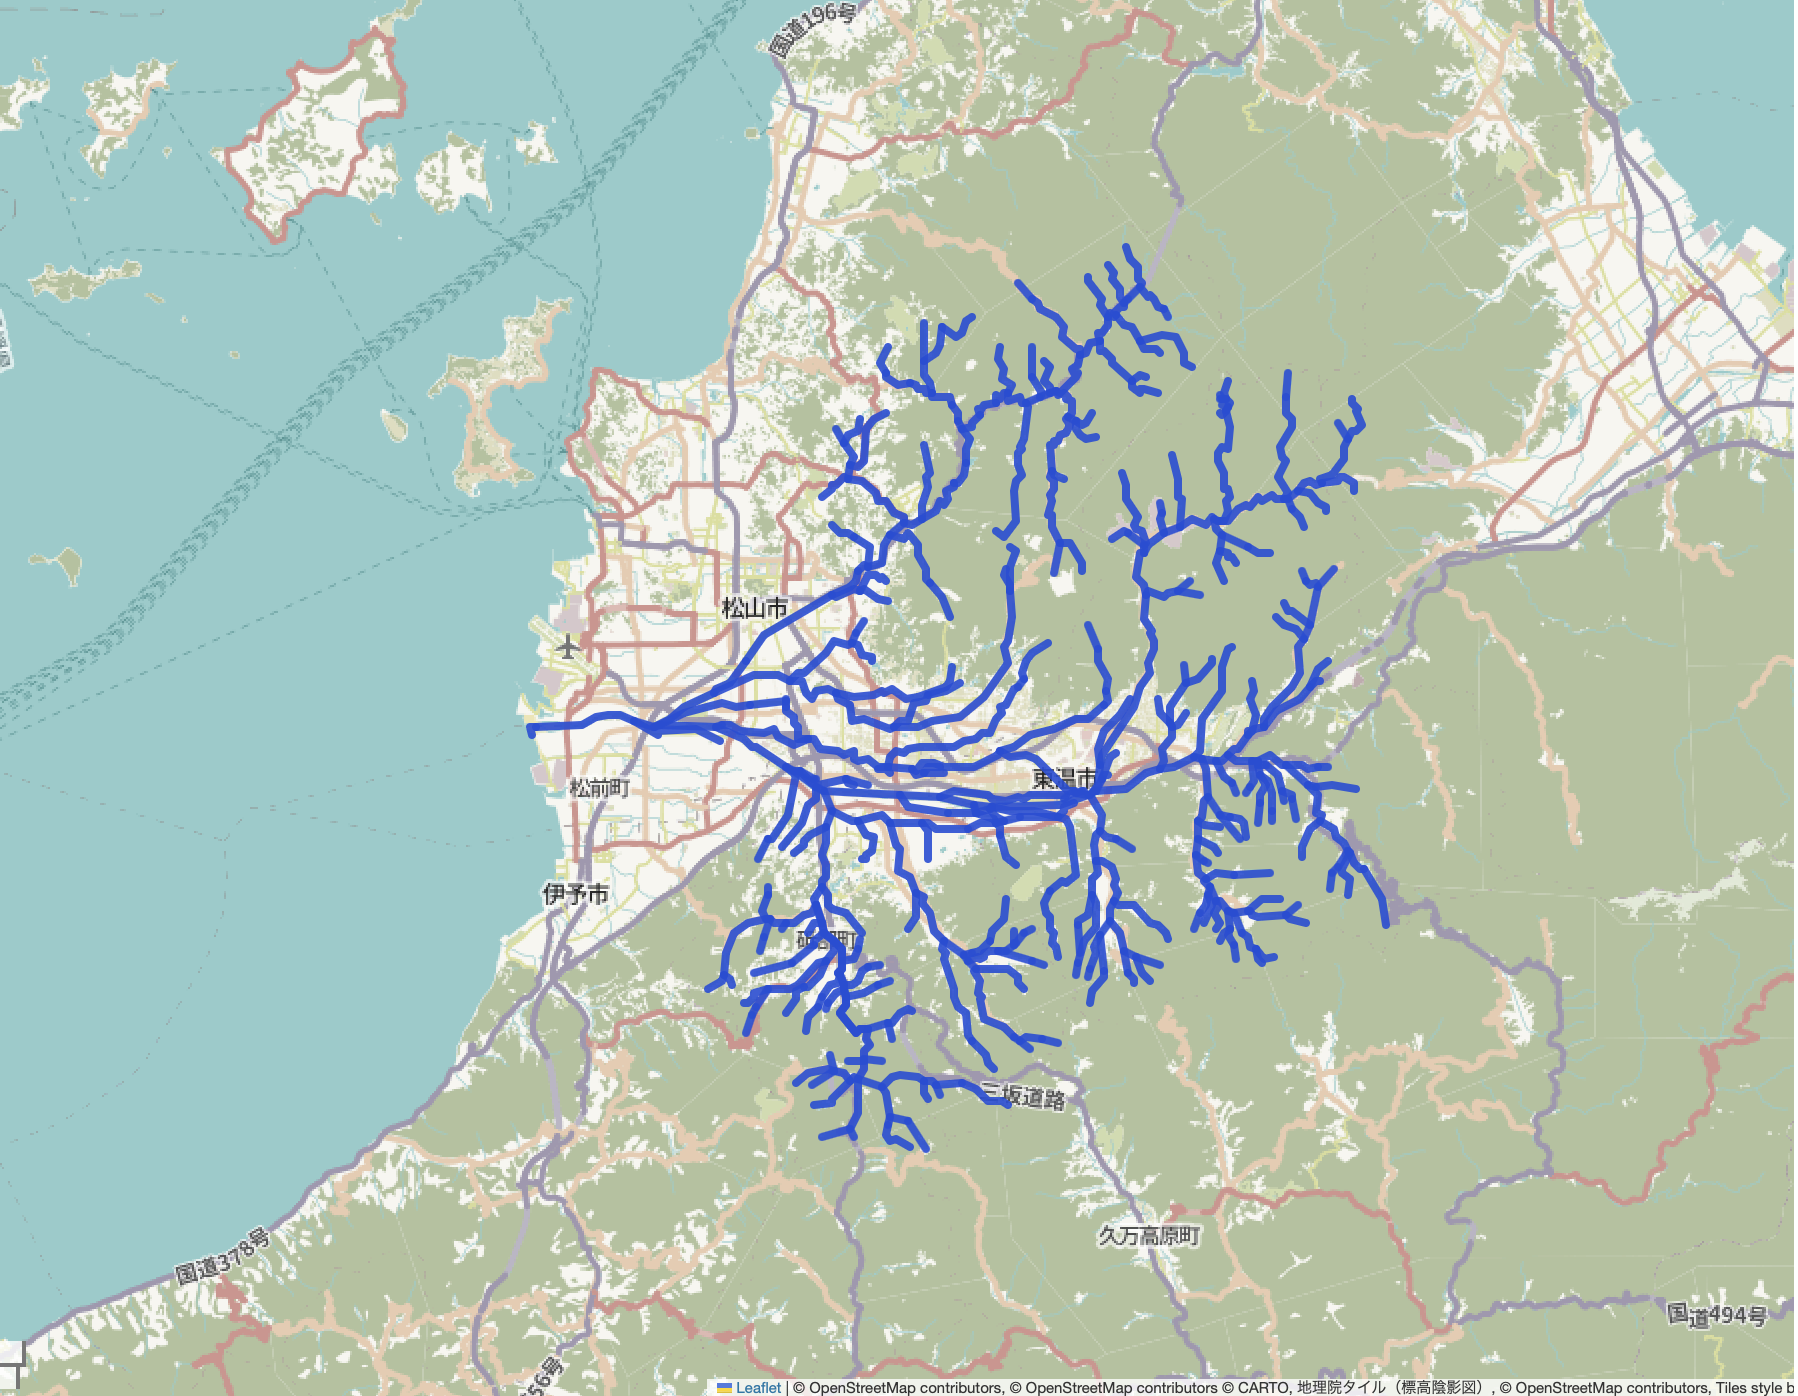 国道196号
松山市
東温市
松前町
伊予市
砥部町
三坂道路
久万高原町
国道378号
国道494号
56号
Leaflet | © OpenStreetMap contributors, © OpenStreetMap contributors © CARTO, 地理院タイル（標高陰影図）, © OpenStreetMap contributors, Tiles style b